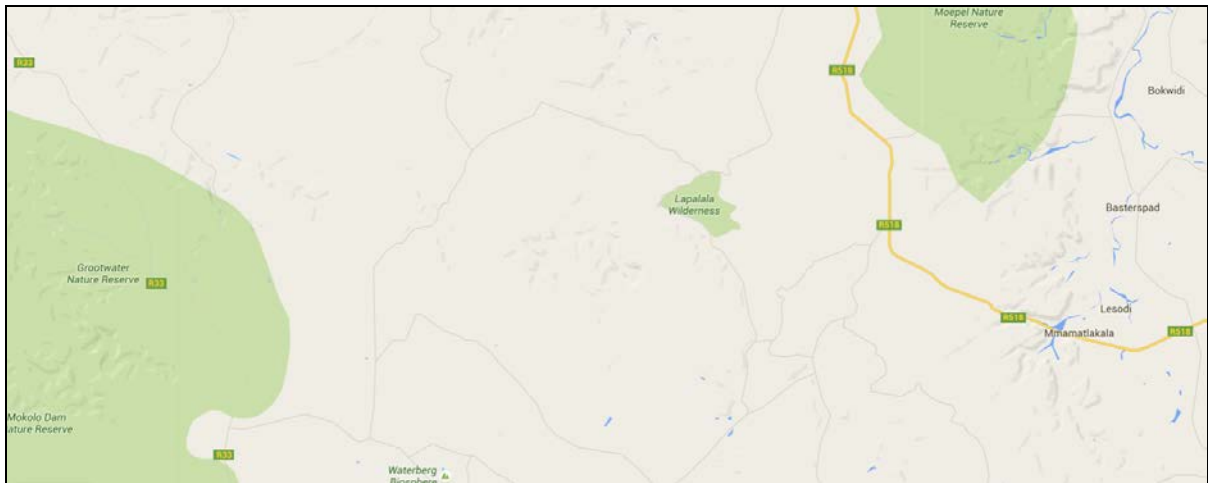 Moepel Nature
Reserve
R33
R518
Bokwidi
Lapalala
Wilderness
Basterspad
R518
Grootwater
Nature Reserve
R33
Lesodi
R518
Mmamatlakala
R518
Mokolo Dam
ature Reserve
R33
Waterberg
Biosphere